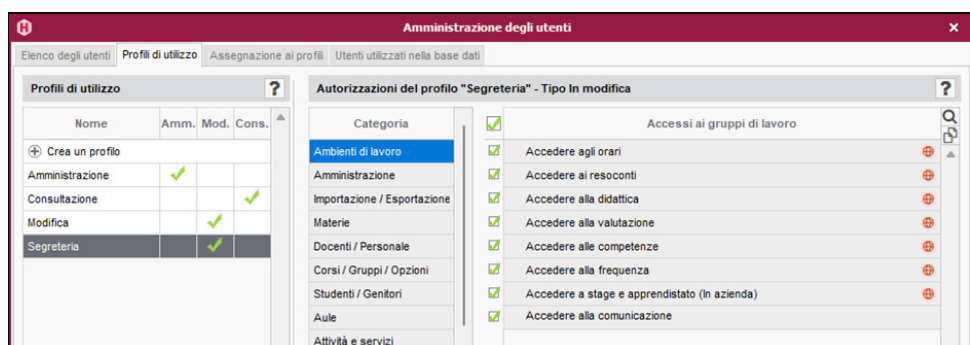 Amministrazione degli utenti
Elenco degli utenti Profili di utilizzo Assegnazione ai profili Utenti utilizzati nella base dati
Profili di utilizzo ?
Nome Amm. Mod. Cons.
Crea un profilo
Amministrazione
Consultazione
Modifica
Segreteria
Autorizzazioni del profilo "Segreteria" - Tipo In modifica ?
Categoria
Ambienti di lavoro
Amministrazione
Importazione / Esportazione
Materie
Docenti / Personale
Corsi / Gruppi / Opzioni
Studenti / Genitori
Aule
Attività e servizi
Accessi ai gruppi di lavoro
Accedere agli orari
Accedere ai resoconti
Accedere alla didattica
Accedere alla valutazione
Accedere alle competenze
Accedere alla frequenza
Accedere a stage e apprendistato (In azienda)
Accedere alla comunicazione